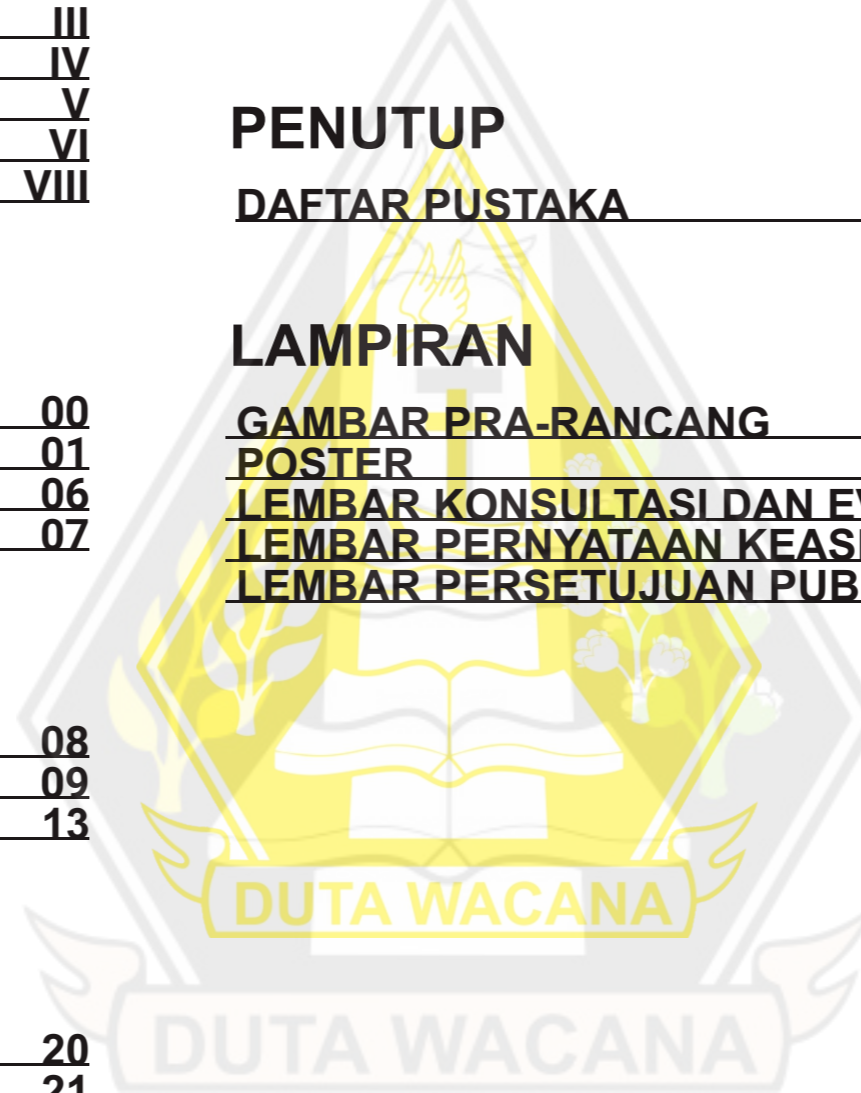 III
IV
V
VI
VIII
00
01
06
07
08
09
13
20
21
PENUTUP
DAFTAR PUSTAKA
LAMPIRAN
GAMBAR PRA-RANCANG
POSTER
LEMBAR KONSULTASI DAN
LEMBAR PERNYATAAN
LEMBAR PERSETUJUAN
DUTA WACANA
DUTA WACANA